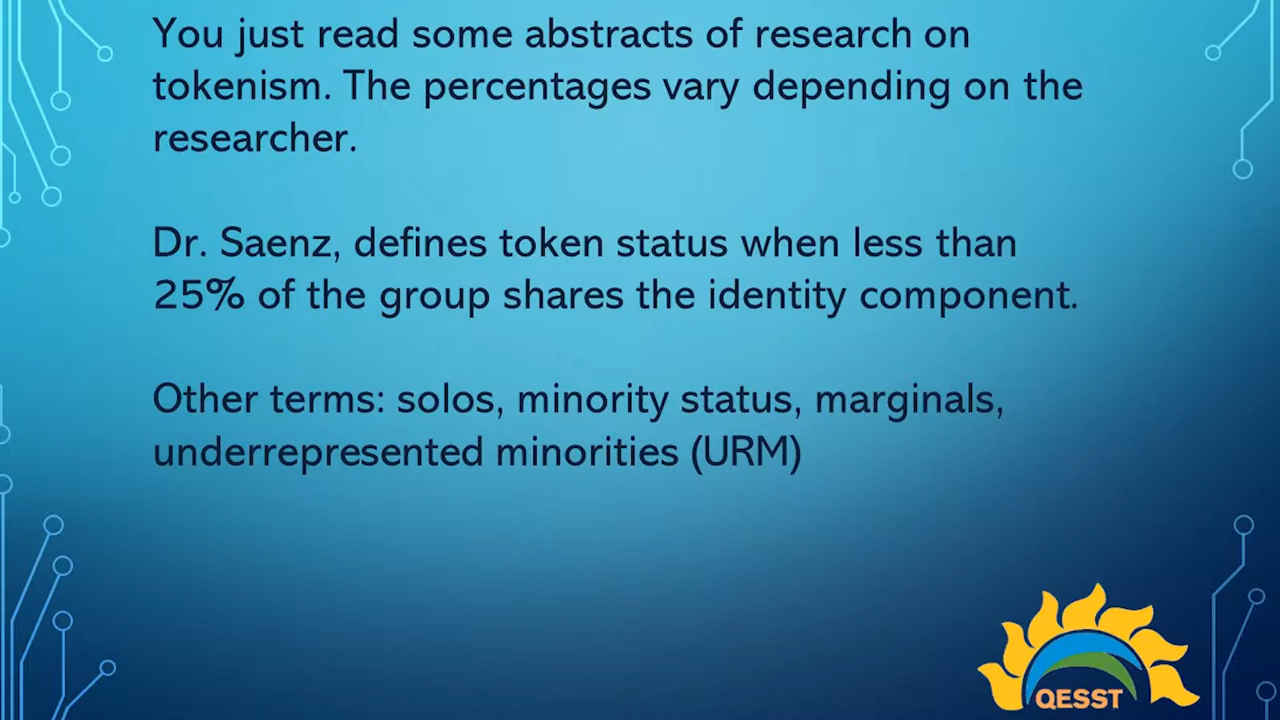 You just read some abstracts of research on
tokenism. The percentages vary depending on the
researcher.
Dr. Saenz, defines token status when less than
25% of the group shares the identity component.
Other terms: solos, minority status, marginals,
underrepresented minorities (URM)
QESST